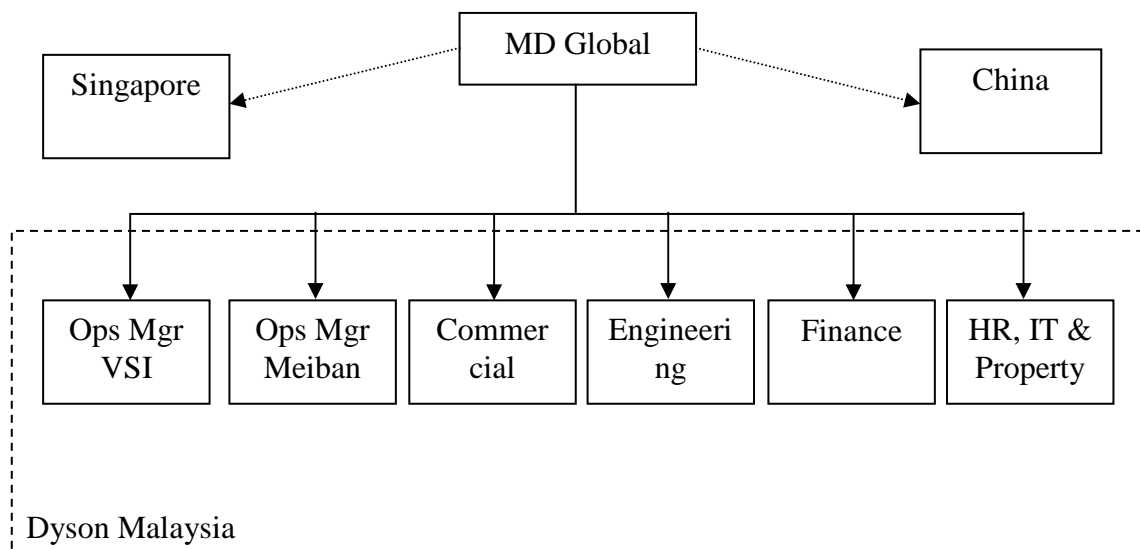 MD Global
Singapore
China
Ops Mgr
VSI
Ops Mgr
Meiban
Commer
cial
Engineeri
ng
Finance
HR, IT &
Property
Dyson Malaysia